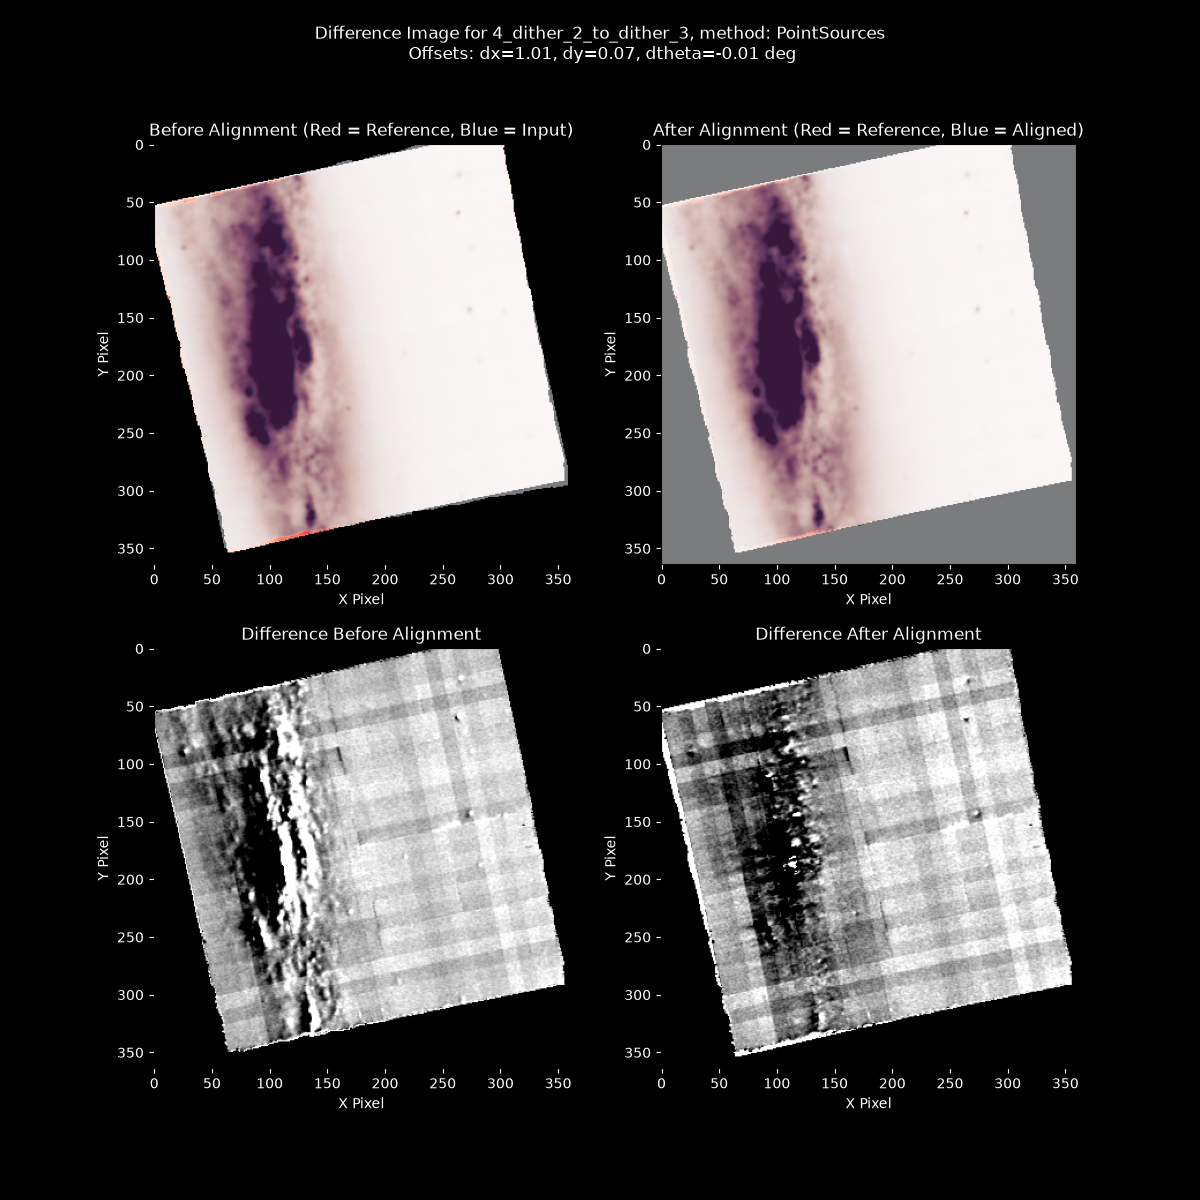 Difference Image for 4_dither_2_to_dither_3, method: PointSources
Offsets: dx=1.01, dy=0.07, dtheta=-0.01 deg
Before Alignment (Red = Reference, Blue = Input)
0
50
100
150
200
250
300
350
Y Pixel
0 50 100 150 200 250 300 350
X Pixel
After Alignment (Red = Reference, Blue = Aligned)
0
50
100
150
200
250
300
350
Y Pixel
0 50 100 150 200 250 300 350
X Pixel
Difference Before Alignment
0
50
100
150
200
250
300
350
Y Pixel
0 50 100 150 200 250 300 350
X Pixel
Difference After Alignment
0
50
100
150
200
250
300
350
Y Pixel
0 50 100 150 200 250 300 350
X Pixel